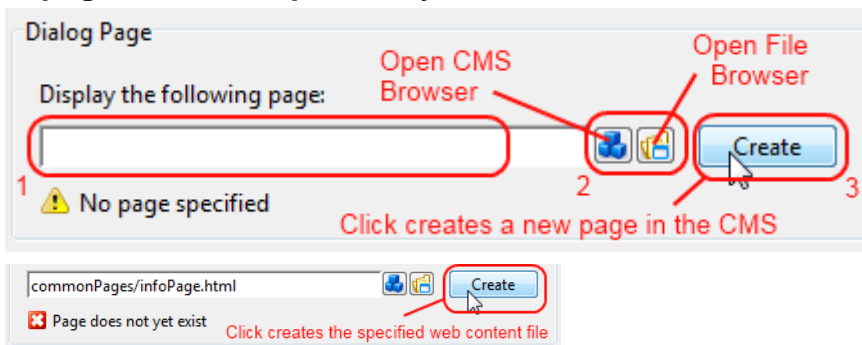 Dialog Page
Open CMS
Browser
Open File
Browser
Display the following page:
Create
1
2
3
No page specified
Click creates a new page in the CMS
commonPages/infoPage.html
Create
Page does not yet exist
Click creates the specified web content file